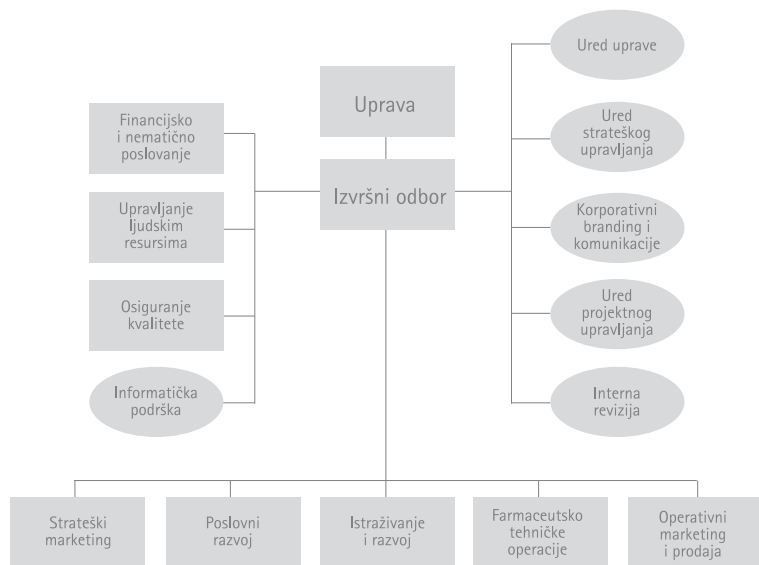 Uprava
Izvršni odbor
Financijsko
i nematično
poslovanje
Upravljanje
ljudskim
resursima
Osiguranje
kvalitete
Informatička
podrška
Ured uprave
Ured
strateškog
upravljanja
Korporativni
branding i
komunikacije
Ured
projektnog
upravljanja
Interna
revizija
Strateški
marketing
Poslovni
razvoj
Istraživanje
i razvoj
Farmaceutsko
tehničke
operacije
Operativni
marketing
i prodaja